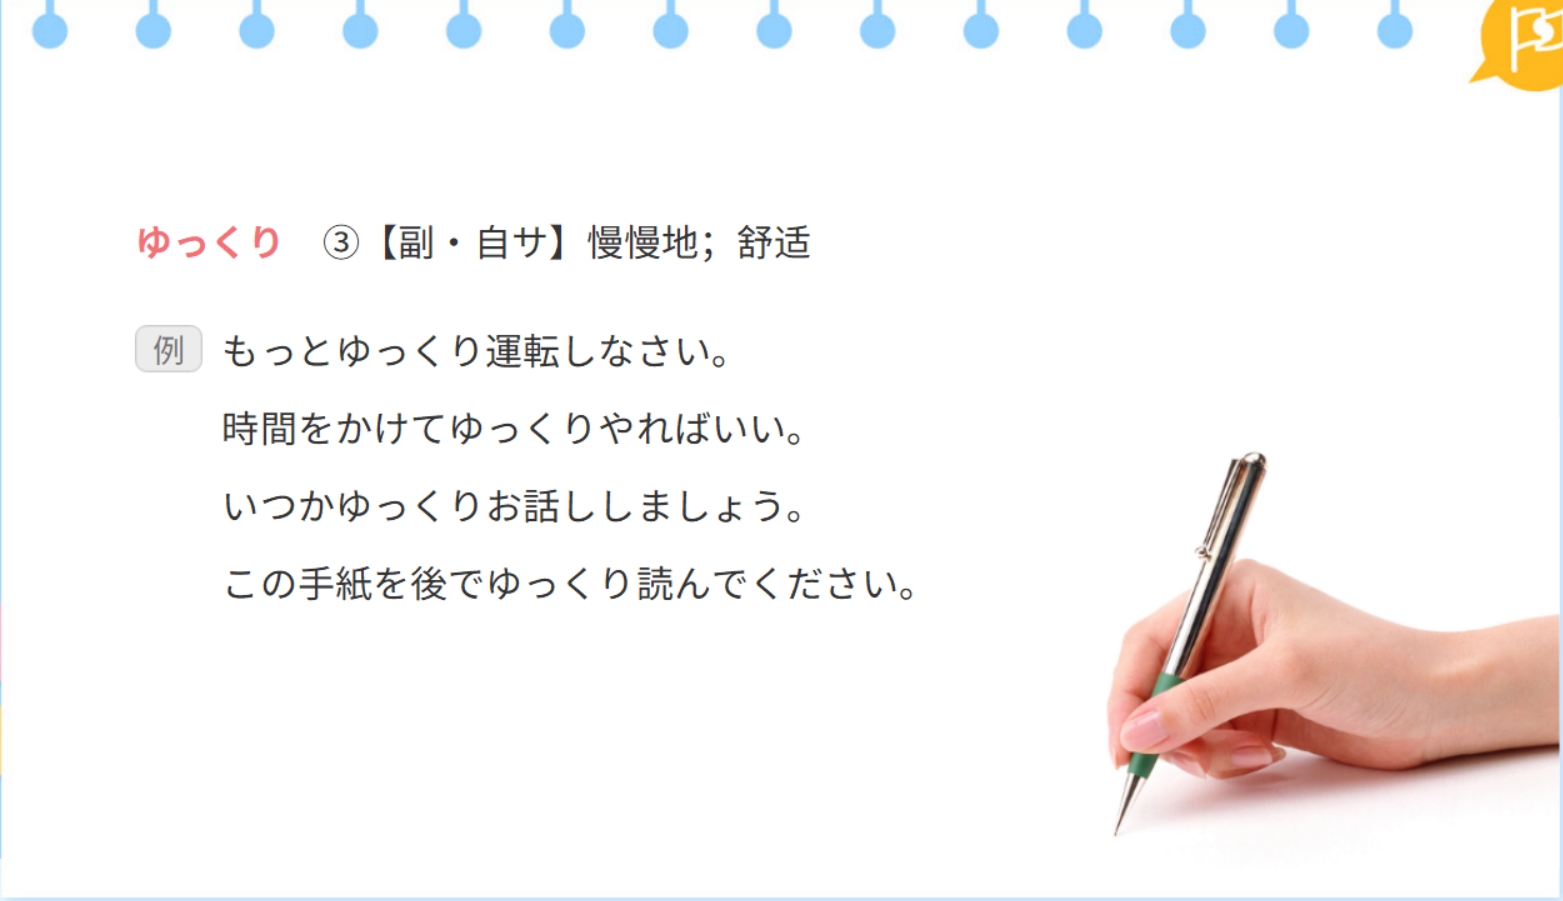 ゆっくり ③【副・自サ】慢慢地；舒适
例 もっとゆっくり運転しなさい。
時間をかけてゆっくりやればいい。
いつかゆっくりお話ししましょう。
この手紙を後でゆっくり読んでください。